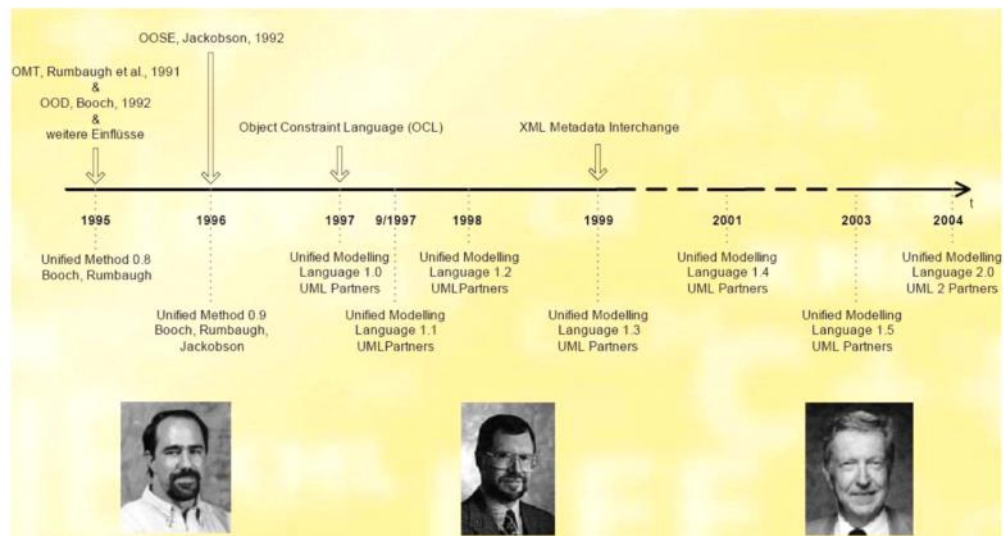 OOSE, Jackobson, 1992
OMT, Rumbaugh et al., 1991
&
OOD, Booch, 1992
&
weitere Einflüsse
Object Constraint Language (OCL)
XML Metadata Interchange
t
1995
1996
1997
9/1997
1998
1999
2001
2003
2004
Unified Method 0.8
Booch, Rumbaugh
Unified Method 0.9
Booch, Rumbaugh,
Jackobson
Unified Modelling
Language 1.0
UML Partners
Unified Modelling
Language 1.1
UMLPartners
Unified Modelling
Language 1.2
UMLPartners
Unified Modelling
Language 1.3
UML Partners
Unified Modelling
Language 1.4
UML Partners
Unified Modelling
Language 1.5
UML Partners
Unified Modelling
Language 2.0
UML 2 Partners